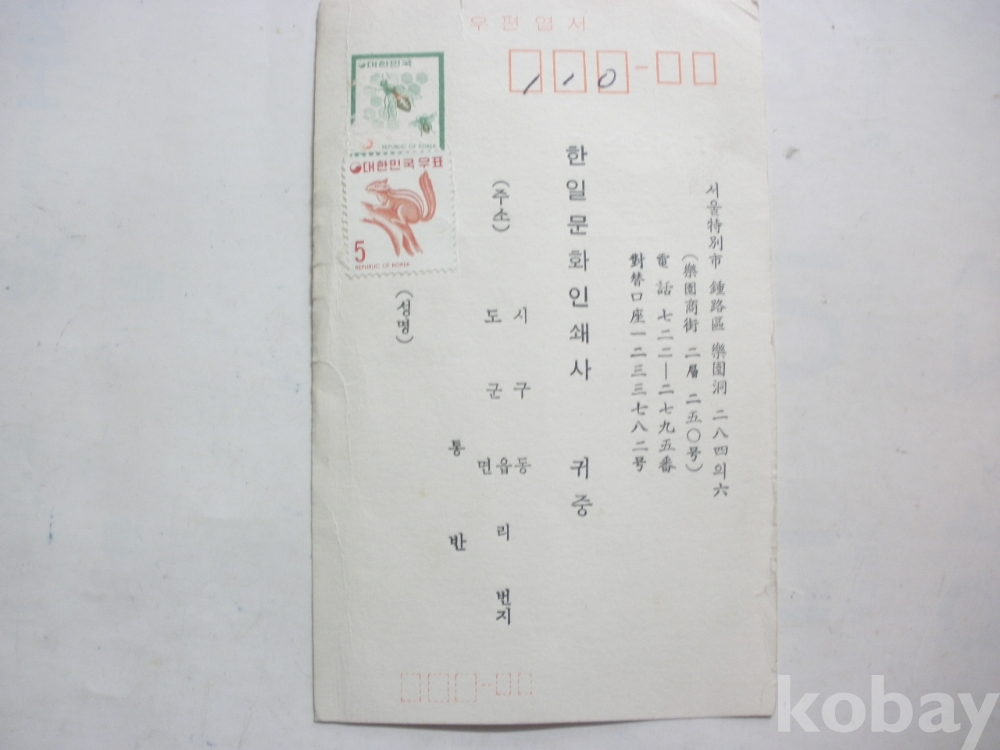 우편엽서
대한민국
REPUBLIC OF KOREA
대한민국우표
5
REPUBLIC OF KOREA
110-
서울特別市 鍾路區 樂園洞 二八四의六
(樂園商街 二層 二五〇号)
電話 七二二—二七九五番
對替口座一二三三七八二号
한일문화인쇄사 귀중
(주소)
시 구 동
읍 리 번지
도 군 면
통 반
(성명)
kobay